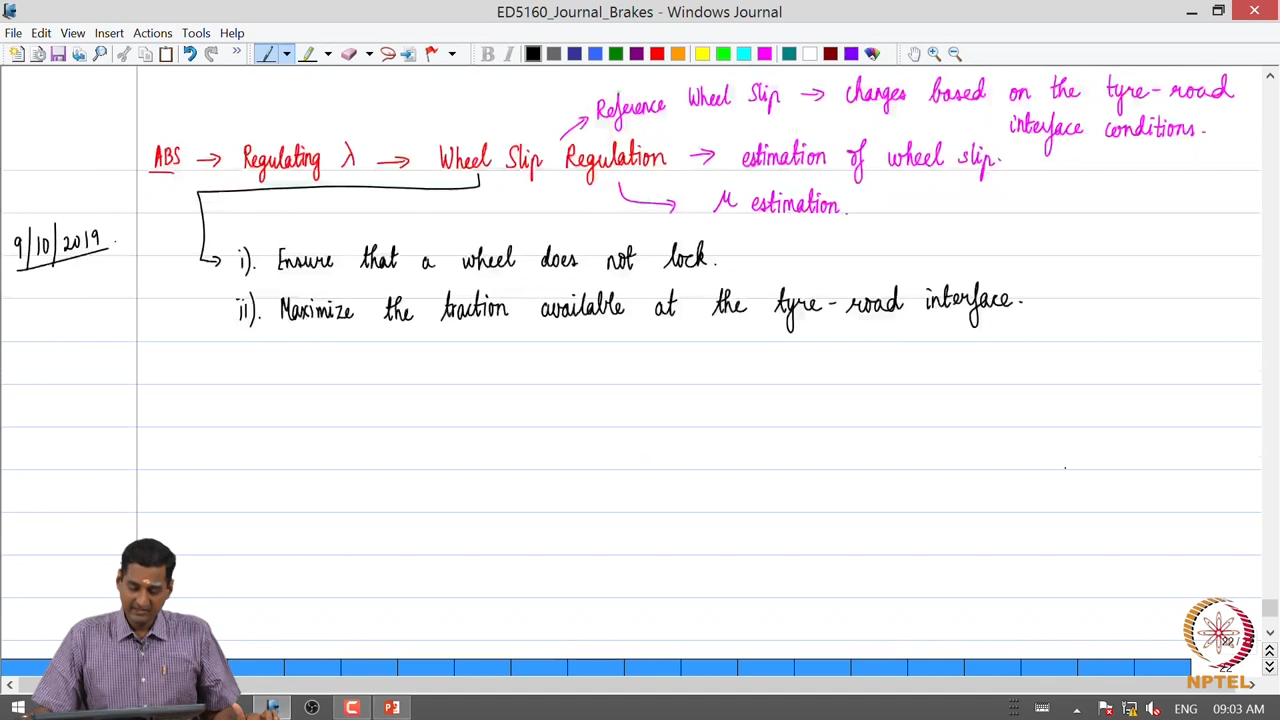 ED5160_Journal_Brakes - Windows Journal
File Edit View Insert Actions Tools Help
Reference Wheel Slip → changes based on the tyre-road
interface conditions.
ABS → Regulating λ → Wheel Slip Regulation → estimation of wheel slip.
μ estimation.
9/10/2019
i). Ensure that a wheel does not lock.
ii). Maximize the traction available at the tyre-road interface.
22
NPTEL
ENG 09:03 AM